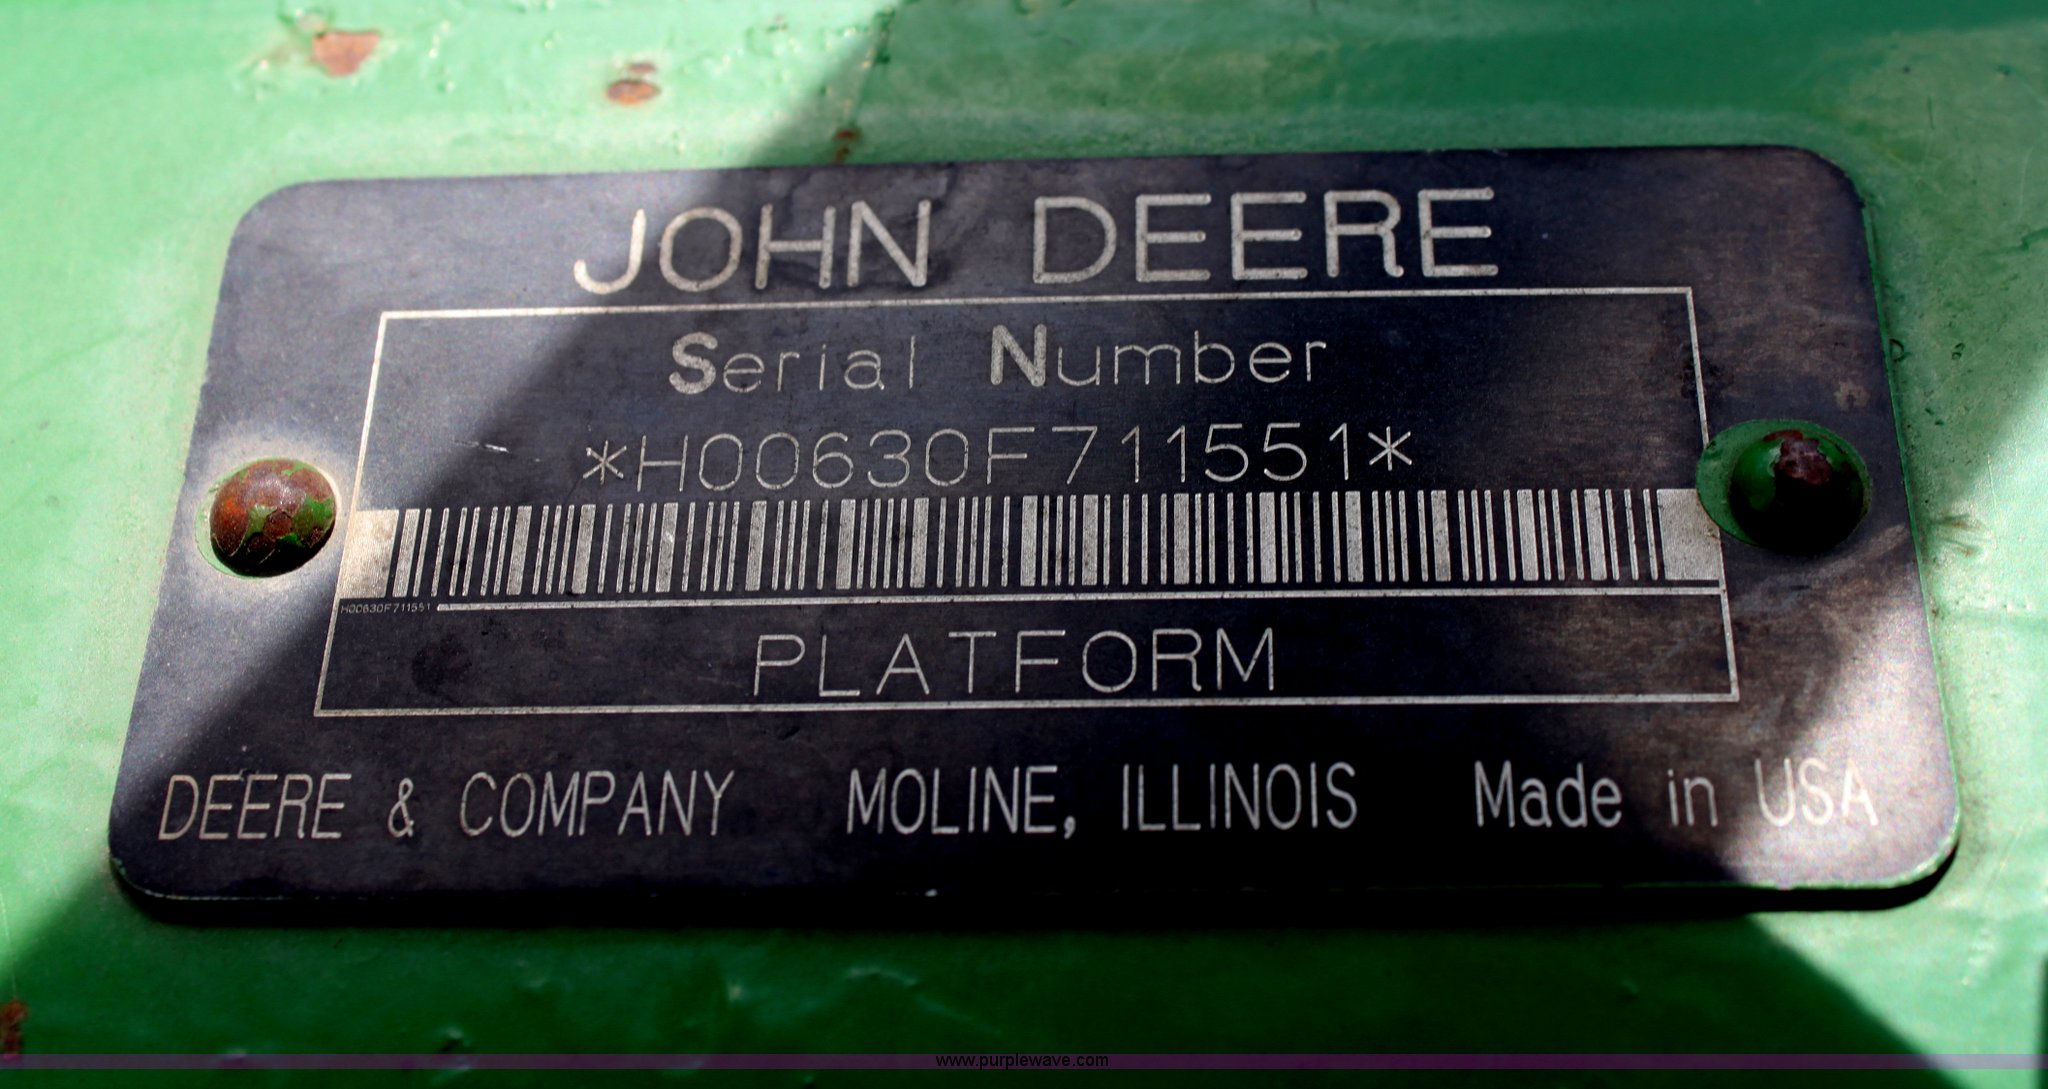 JOHN DEERE
Serial Number
*H00630F711551*
H00630F711551
PLATFORM
DEERE & COMPANY MOLINE, ILLINOIS Made in USA
www.purplewave.com